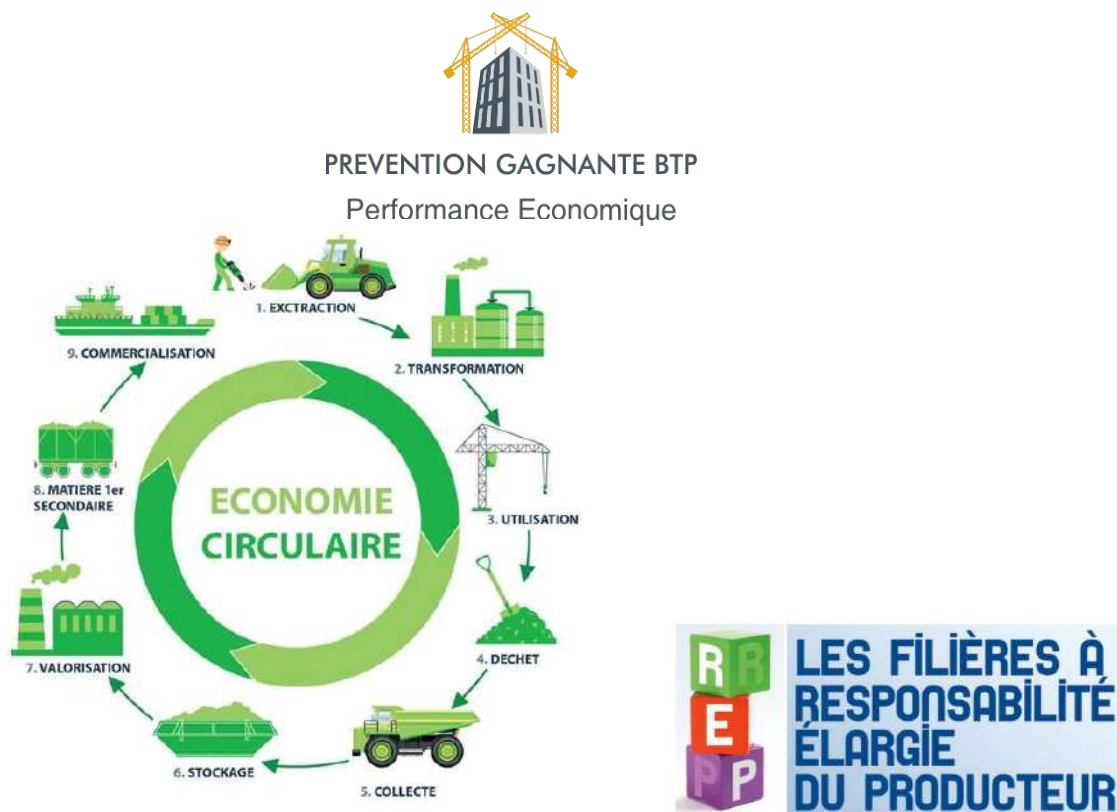 PREVENTION GAGNANTE BTP
Performance Economique
1. EXCTRACTION
2. TRANSFORMATION
3. UTILISATION
4. DECHET
5. COLLECTE
6. STOCKAGE
7. VALORISATION
8. MATIERE 1er
SECONDAIRE
9. COMMERCIALISATION
ECONOMIE
CIRCULAIRE
R R
E
P P
LES FILIÈRES À
RESPONSABILITÉ
ÉLARGIE
DU PRODUCTEUR